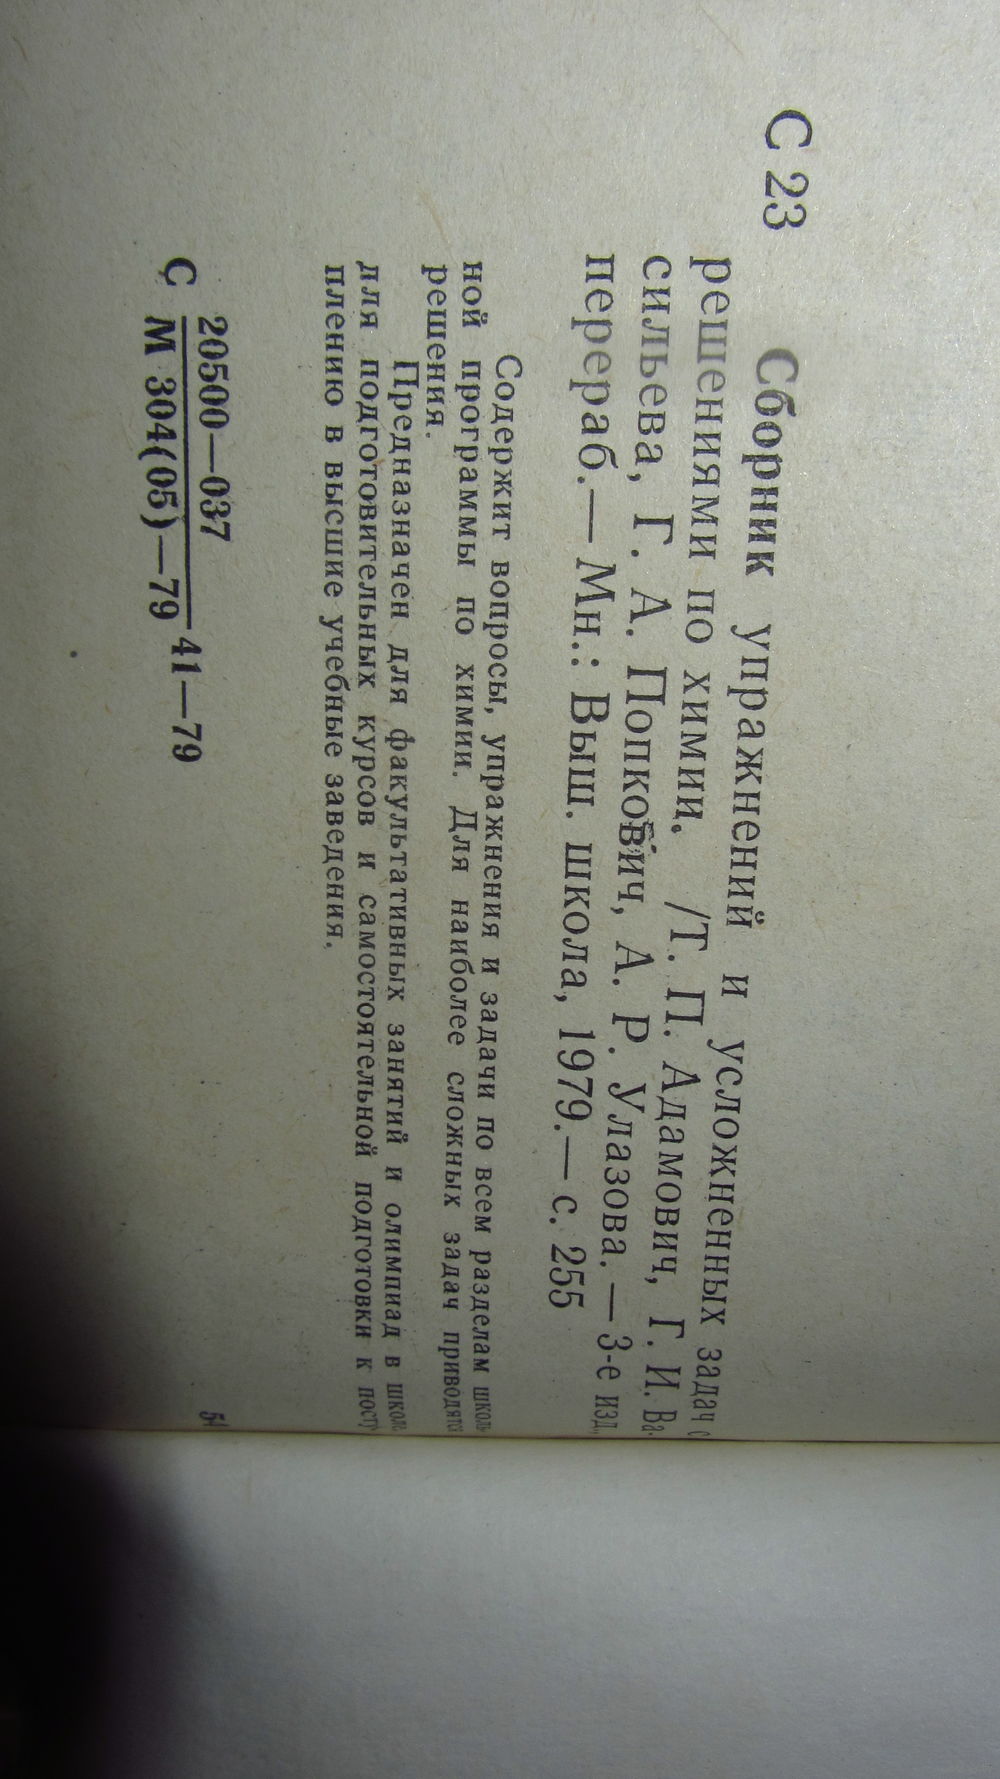 С 23
Сборник упражнений и усложненных задач с
решениями по химии. /Т. П. Адамович, Г. И. Ва-
сильева, Г. А. Попкович, А. Р. Улазова.— 3-е изд.,
перераб.— Мн.: Выш. школа, 1979.— с. 255
Содержит вопросы, упражнения и задачи по всем разделам школь-
ной программы по химии. Для наиболее сложных задач приводятся
решения.
Предназначен для факультативных занятий и олимпиад в школе,
для подготовительных курсов и самостоятельной подготовки к посту-
плению в высшие учебные заведения.
С 20500—037
М 304(05)—79 41—79
54